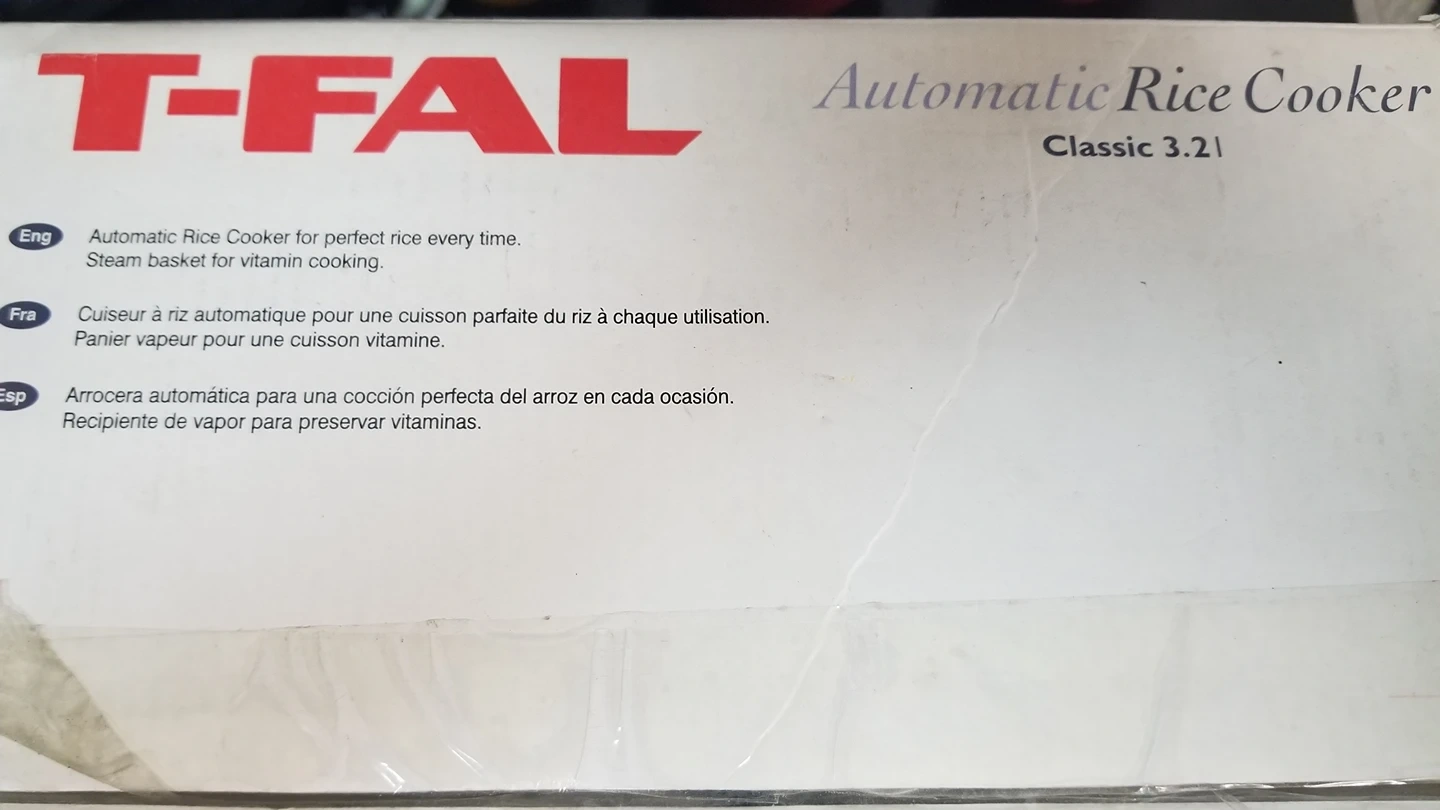 T-FAL
Automatic Rice Cooker
Classic 3.2l
Eng
Automatic Rice Cooker for perfect rice every time.
Steam basket for vitamin cooking.
Fra
Cuiseur à riz automatique pour une cuisson parfaite du riz à chaque utilisation.
Panier vapeur pour une cuisson vitamine.
Esp
Arrocera automática para una cocción perfecta del arroz en cada ocasión.
Recipiente de vapor para preservar vitaminas.